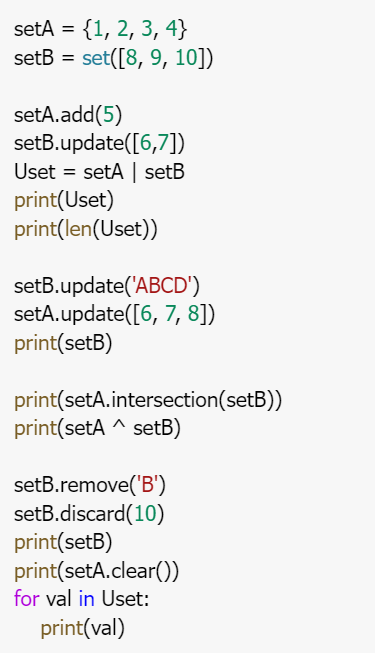 setA = {1, 2, 3, 4}
setB = set([8, 9, 10])
setA.add(5)
setB.update([6,7])
Uset = setA | setB
print(Uset)
print(len(Uset))
setB.update('ABCD')
setA.update([6, 7, 8])
print(setB)
print(setA.intersection(setB))
print(setA ^ setB)
setB.remove('B')
setB.discard(10)
print(setB)
print(setA.clear())
for val in Uset:
    print(val)